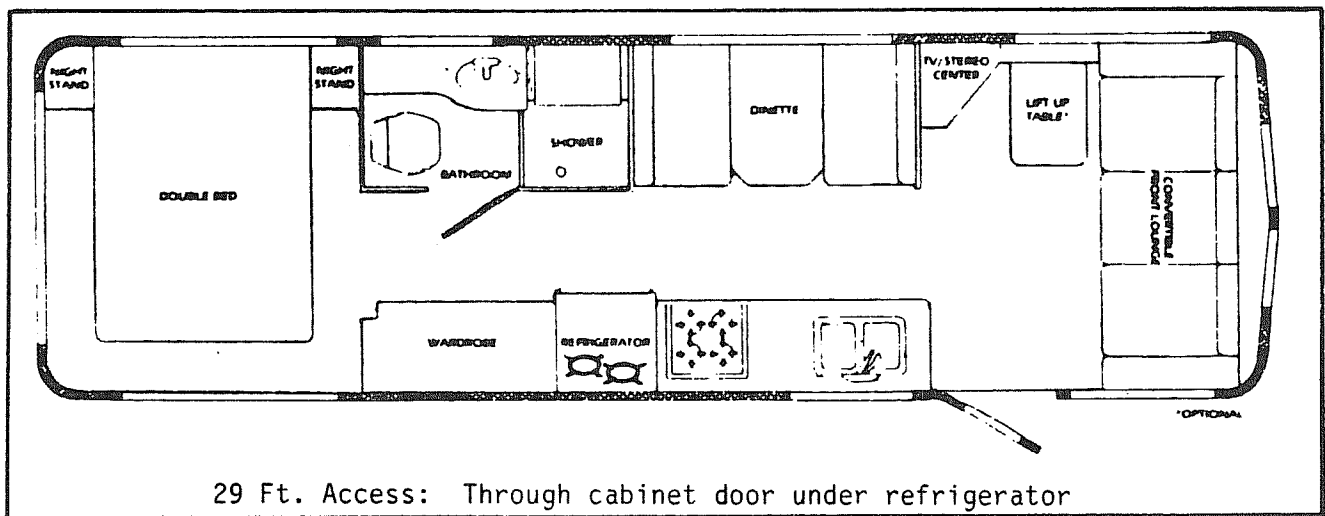 NIGHT
STAND
NIGHT
STAND
TV/STEREO
CENTER
LIFT UP
TABLE*
DINETTE
SHOWER
BATHROOM
DOUBLE BED
CONVERTIBLE
FRONT LOUNGE
WARDROBE
REFRIGERATOR
*OPTIONAL
29 Ft. Access: Through cabinet door under refrigerator